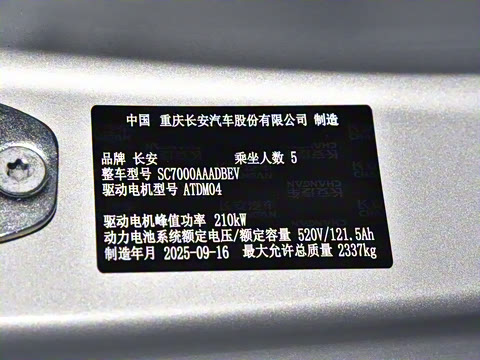 中国 重庆长安汽车股份有限公司 制造
品牌 长安 乘坐人数 5
整车型号 SC7000AAADBEV
驱动电机型号 ATDM04
驱动电机峰值功率 210kW
动力电池系统额定电压/额定容量 520V/121.5Ah
制造年月 2025-09-16 最大允许总质量 2337kg